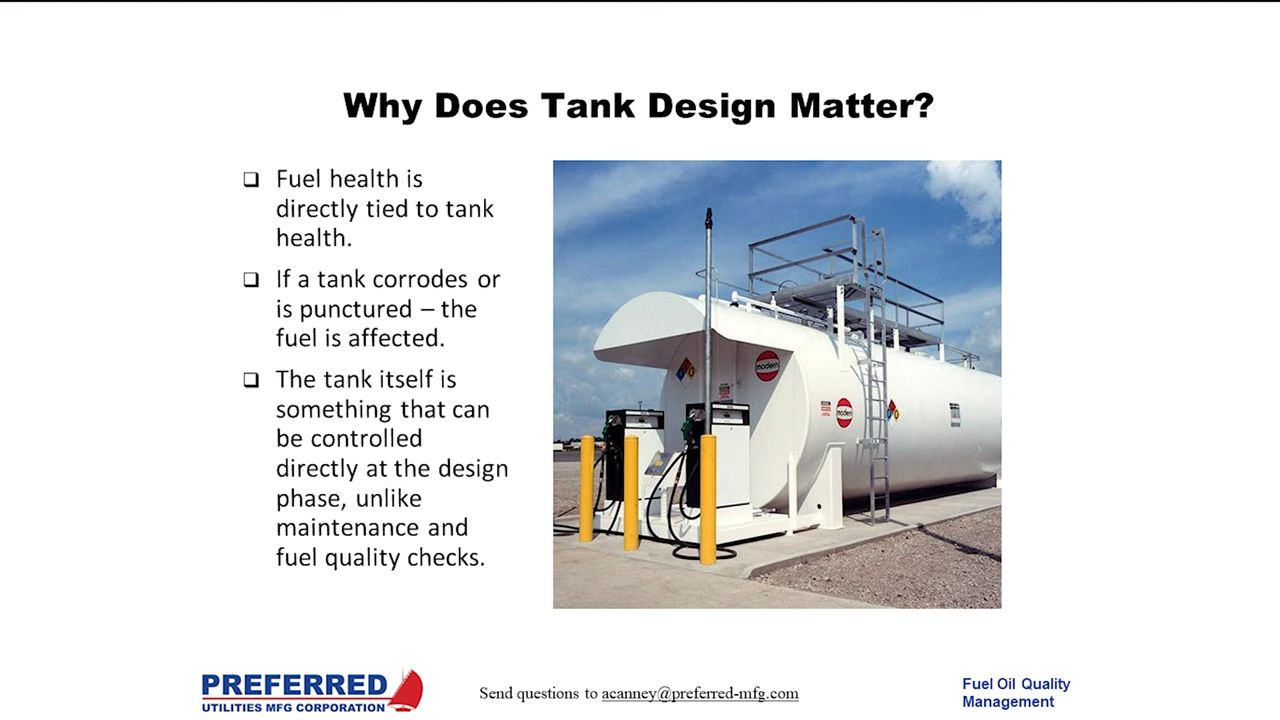 Why Does Tank Design Matter?
❑ Fuel health is
directly tied to tank
health.
❑ If a tank corrodes or
is punctured – the
fuel is affected.
❑ The tank itself is
something that can
be controlled
directly at the design
phase, unlike
maintenance and
fuel quality checks.
modern
modern
PREFERRED
UTILITIES MFG CORPORATION
Send questions to acanney@preferred-mfg.com
Fuel Oil Quality
Management